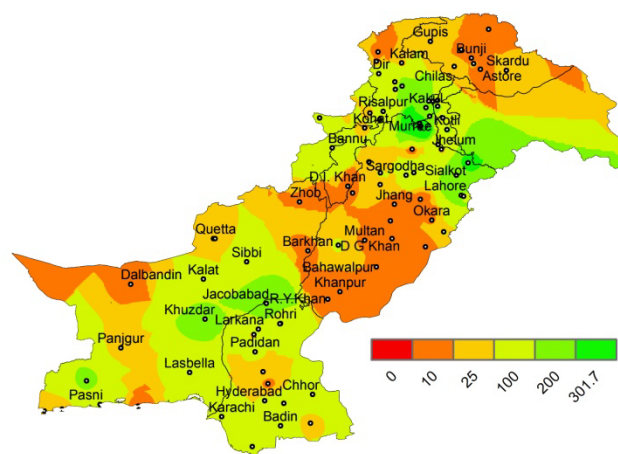 Gupis
Kalam
Bunji
Dir
Skardu
Chilas
Astore
Risalpur
Kakul
Kohat
Kotli
Murree
Bannu
Jhelum
Sargodha
Sialkot
D.I. Khan
Zhob
Jhang
Lahore
Okara
Quetta
Multan
Barkhan
D G Khan
Sibbi
Bahawalpur
Dalbandin
Kalat
Khanpur
Jacobabad
R.Y.Khan
Khuzdar
Larkana
Rohri
Panjgur
Padidan
Lasbella
Pasni
Hyderabad
Chhor
Karachi
Badin
0 10 25 100 200 301.7